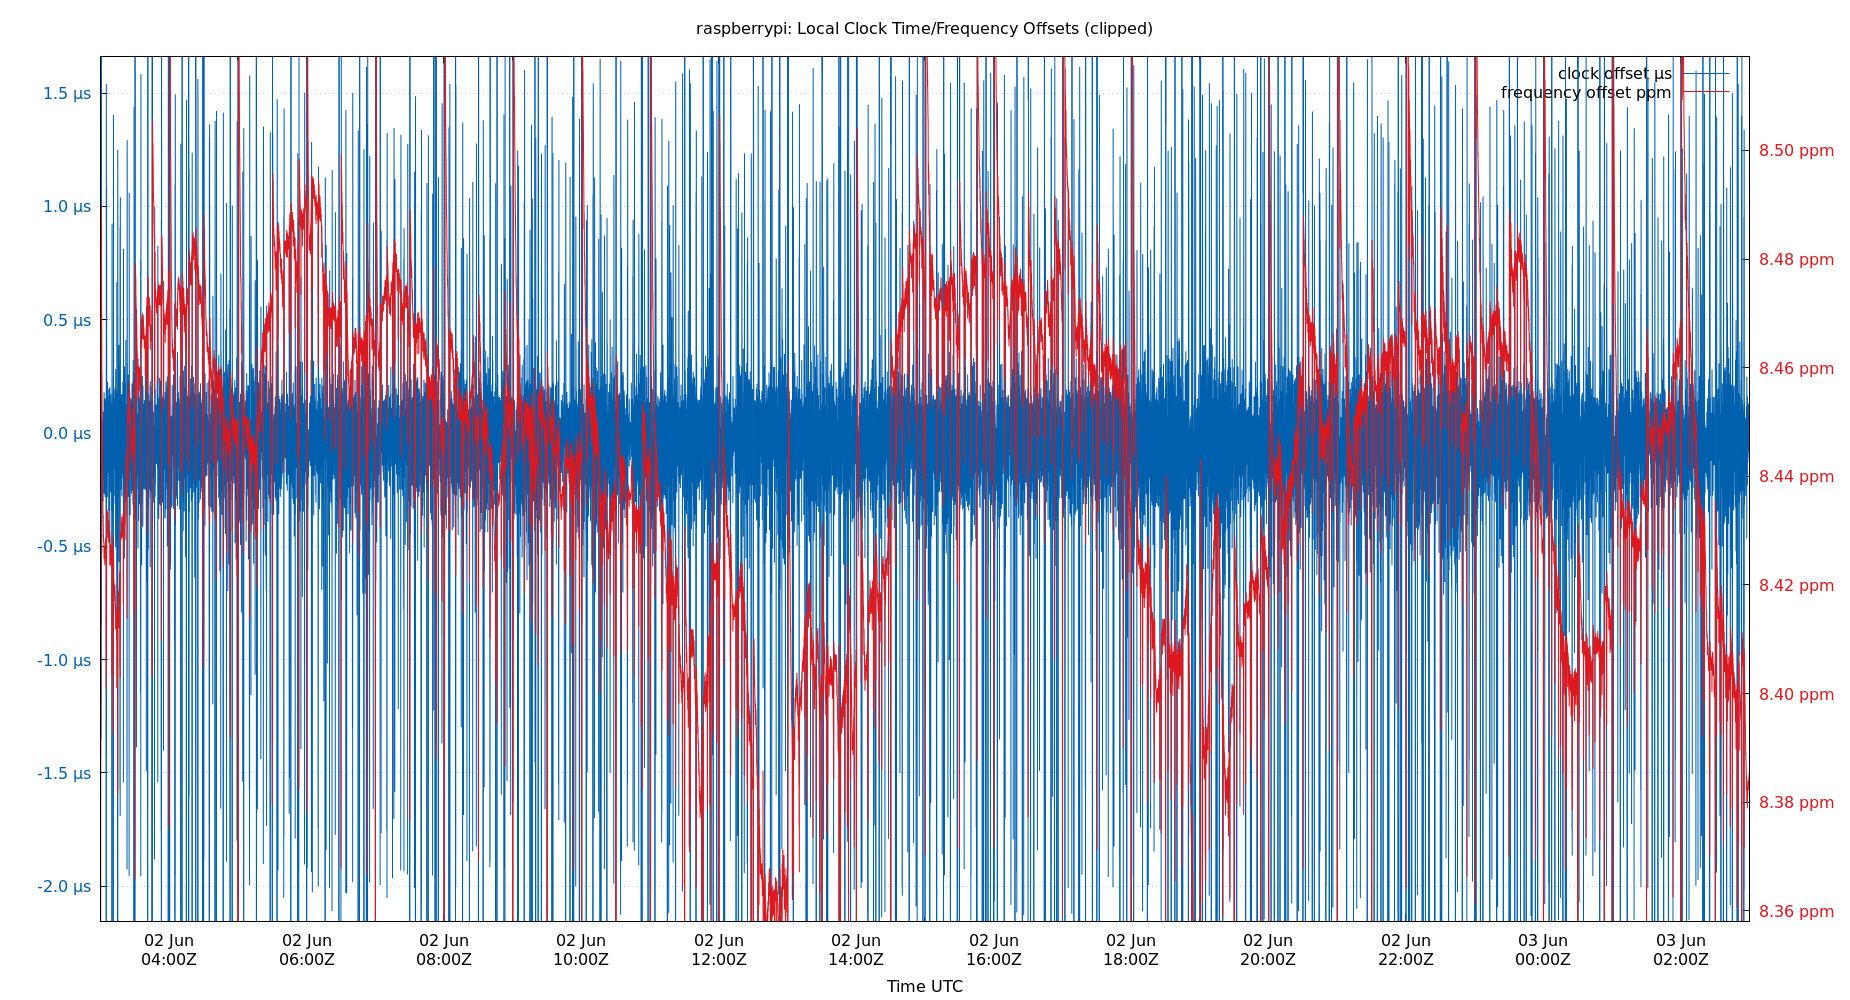 raspberrypi: Local Clock Time/Frequency Offsets (clipped)
clock offset µs
frequency offset ppm
1.5 µs
1.0 µs
0.5 µs
0.0 µs
-0.5 µs
-1.0 µs
-1.5 µs
-2.0 µs
8.50 ppm
8.48 ppm
8.46 ppm
8.44 ppm
8.42 ppm
8.40 ppm
8.38 ppm
8.36 ppm
02 Jun 02 Jun 02 Jun 02 Jun 02 Jun 02 Jun 02 Jun 02 Jun 02 Jun 02 Jun 03 Jun 03 Jun
04:00Z 06:00Z 08:00Z 10:00Z 12:00Z 14:00Z 16:00Z 18:00Z 20:00Z 22:00Z 00:00Z 02:00Z
Time UTC